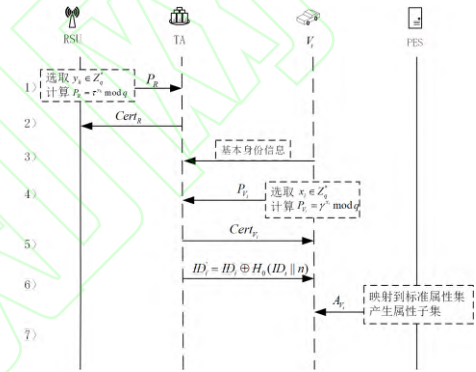 RSU TA V_i PES
1) 选取 y_k ∈ Z_q^*
计算 P_R = τ^{y_k} mod q
P_R
2) Cert_R
3) 基本身份信息
4) P_{V_i} 选取 x_i ∈ Z_q^*
计算 P_{V_i} = γ^{x_i} mod q
5) Cert_{V_i}
6) ID_i' = ID_i ⊕ H_0(ID_s || n)
A_{V_i} 映射到标准属性集
产生属性子集
7)